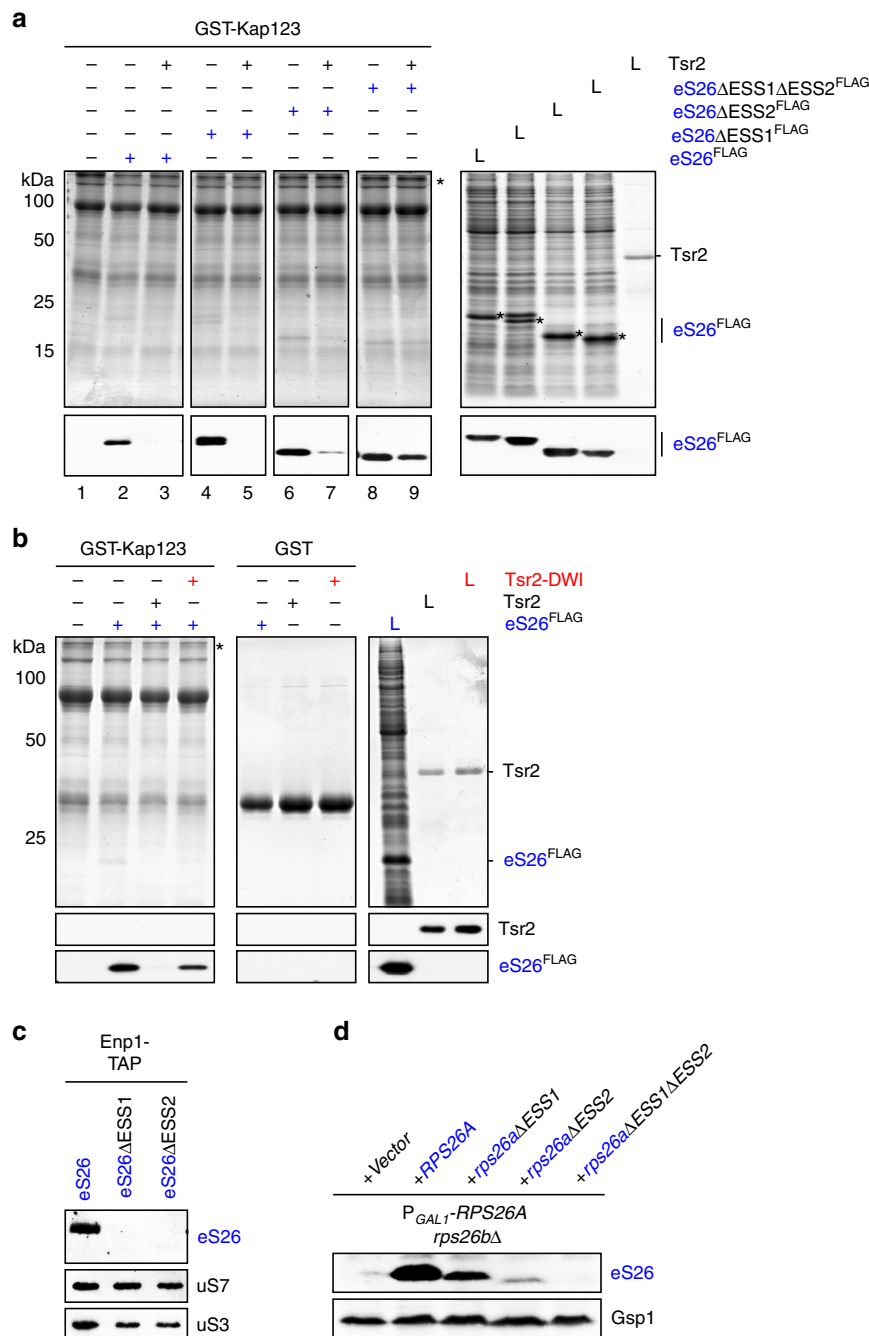 a
GST-Kap123
– – + – + – + – + L Tsr2
– – – – – – – + + L eS26ΔESS1ΔESS2FLAG
– – – – – + + – – L eS26ΔESS2FLAG
– – – + + – – – – L eS26ΔESS1FLAG
– + + – – – – – – L eS26FLAG
kDa
*
100
50
Tsr2
25
* * * *
eS26FLAG
15
eS26FLAG
1 2 3 4 5 6 7 8 9
b
GST-Kap123 GST
– – – + – – + L Tsr2-DWI
– – + – – + – L Tsr2
– + + + + – – L eS26FLAG
kDa
*
100
50
Tsr2
25
eS26FLAG
Tsr2
eS26FLAG
c
Enp1-
TAP
eS26
eS26ΔESS1
eS26ΔESS2
eS26
uS7
uS3
d
+Vector
+RPS26A
+rps26aΔESS1
+rps26aΔESS2
+rps26aΔESS1ΔESS2
PGAL1-RPS26A
rps26bΔ
eS26
Gsp1